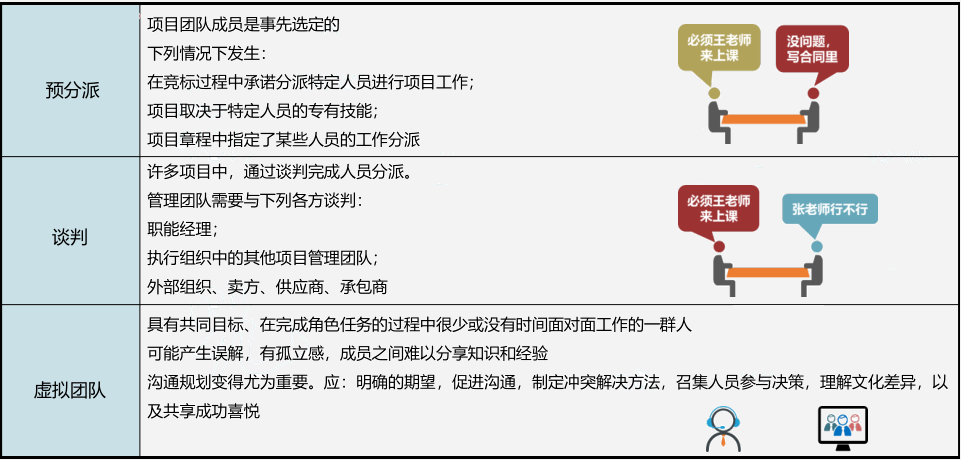 预分派
项目团队成员是事先选定的
下列情况下发生：
在竞标过程中承诺分派特定人员进行项目工作；
项目取决于特定人员的专有技能；
项目章程中指定了某些人员的工作分派
必须王老师
来上课
没问题，
写合同里
谈判
许多项目中，通过谈判完成人员分派。
管理团队需要与下列各方谈判：
职能经理；
执行组织中的其他项目管理团队；
外部组织、卖方、供应商、承包商
必须王老师
来上课
张老师行不行
虚拟团队
具有共同目标、在完成角色任务的过程中很少或没有时间面对面工作的一群人
可能产生误解，有孤立感，成员之间难以分享知识和经验
沟通规划变得尤为重要。应：明确的期望，促进沟通，制定冲突解决方法，召集人员参与决策，理解文化差异，以
及共享成功喜悦